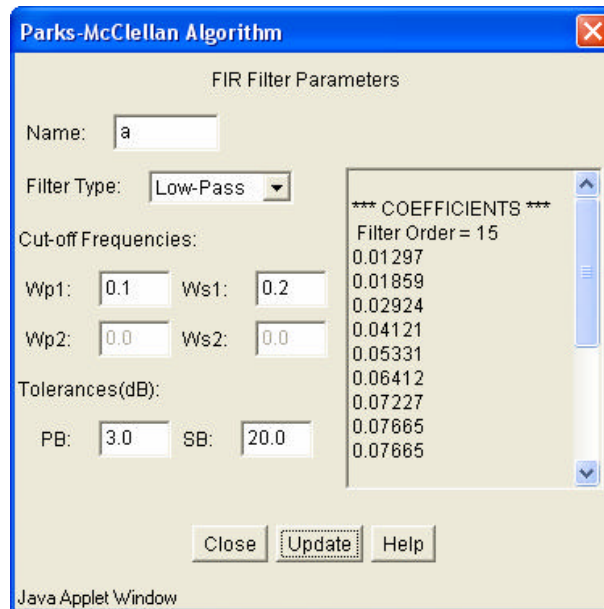 Parks-McClellan Algorithm
FIR Filter Parameters
Name: a
Filter Type: Low-Pass
Cut-off Frequencies:
Wp1: 0.1 Ws1: 0.2
Wp2: 0.0 Ws2: 0.0
Tolerances(dB):
PB: 3.0 SB: 20.0
*** COEFFICIENTS ***
Filter Order = 15
0.01297
0.01859
0.02924
0.04121
0.05331
0.06412
0.07227
0.07665
0.07665
Close Update Help
Java Applet Window